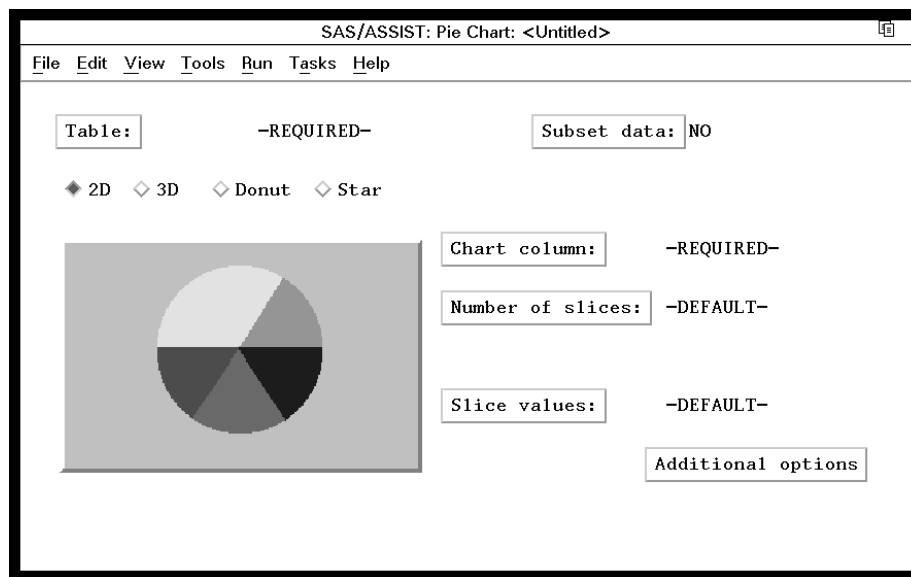 SAS/ASSIST: Pie Chart: <Untitled>
File Edit View Tools Run Tasks Help
Table: -REQUIRED- Subset data: NO
2D 3D Donut Star
Chart column: -REQUIRED-
Number of slices: -DEFAULT-
Slice values: -DEFAULT-
Additional options